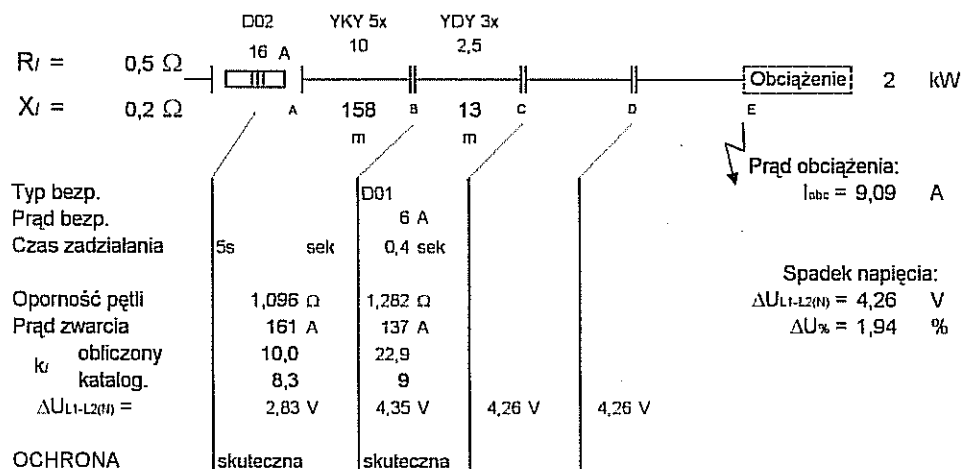 D02 YKY 5x YDY 3x
16 A 10 2,5
Rl = 0,5 Ω
Obciążenie 2 kW
Xl = 0,2 Ω
A 158 B 13 C D E
m m
Prąd obciążenia:
Typ bezp. D01 Iobc = 9,09 A
Prąd bezp. 6 A
Czas zadziałania 5s sek 0,4 sek
Spadek napięcia:
Oporność pętli 1,096 Ω 1,282 Ω ΔUL1-L2(N) = 4,26 V
Prąd zwarcia 161 A 137 A ΔU% = 1,94 %
kl obliczony 10,0 22,9
katalog. 8,3 9
ΔUL1-L2(N) = 2,83 V 4,35 V 4,26 V 4,26 V
OCHRONA skuteczna skuteczna